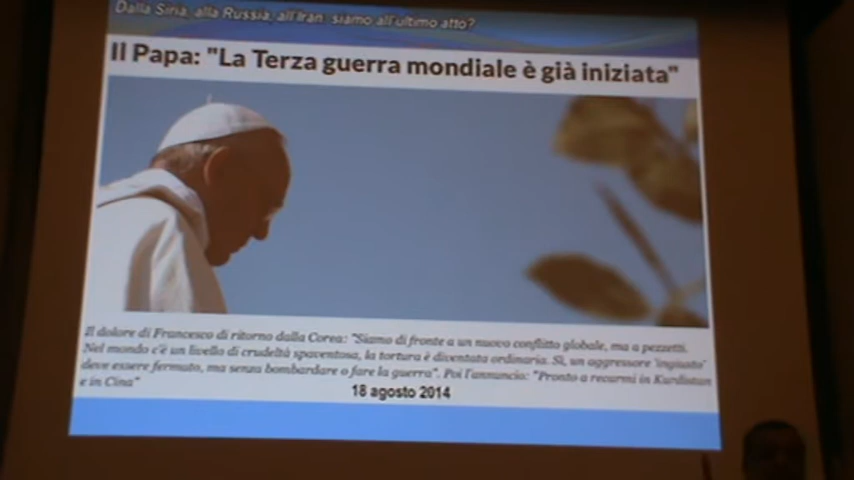 Dalla Siria, alla Russia, all'Iran, siamo all'ultimo atto?
Il Papa: "La Terza guerra mondiale è già iniziata"
Il dolore di Francesco di ritorno dalla Corea: "Siamo di fronte a un nuovo conflitto globale, ma a pezzetti.
Nel mondo c'è un livello di crudeltà spaventosa, la tortura è diventata ordinaria. Sì, un aggressore 'ingiusto'
deve essere fermato, ma senza bombardare o fare la guerra". Poi l'annuncio: "Pronto a recarmi in Kurdistan
e in Cina"
18 agosto 2014